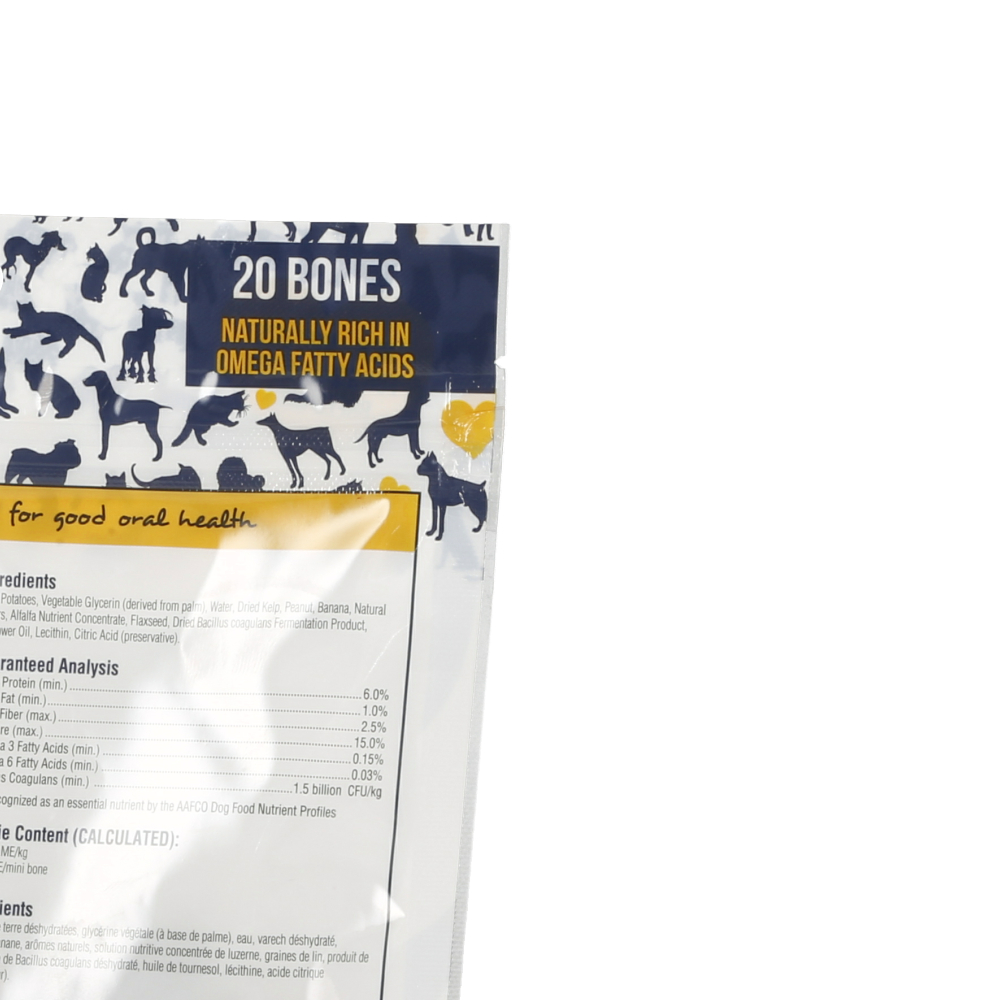 20 BONES
NATURALLY RICH IN
OMEGA FATTY ACIDS
for good oral health
redients
Potatoes, Vegetable Glycerin (derived from palm), Water, Dried Kelp, Peanut, Banana, Natural
s, Alfalfa Nutrient Concentrate, Flaxseed, Dried Bacillus coagulans Fermentation Product,
wer Oil, Lecithin, Citric Acid (preservative).
ranteed Analysis
Protein (min.) 6.0%
Fat (min.) 1.0%
Fiber (max.) 2.5%
re (max.) 15.0%
a 3 Fatty Acids (min.) 0.15%
a 6 Fatty Acids (min.) 0.03%
s Coagulans (min.) 1.5 billion CFU/kg
ognized as an essential nutrient by the AAFCO Dog Food Nutrient Profiles
ie Content (CALCULATED):
ME/kg
E/mini bone
ients
terre déshydratées, glycérine végétale (à base de palme), eau, varech déshydraté,
nane, arômes naturels, solution nutritive concentrée de luzerne, graines de lin, produit de
de Bacillus coagulans déshydraté, huile de tournesol, lécithine, acide citrique
r).